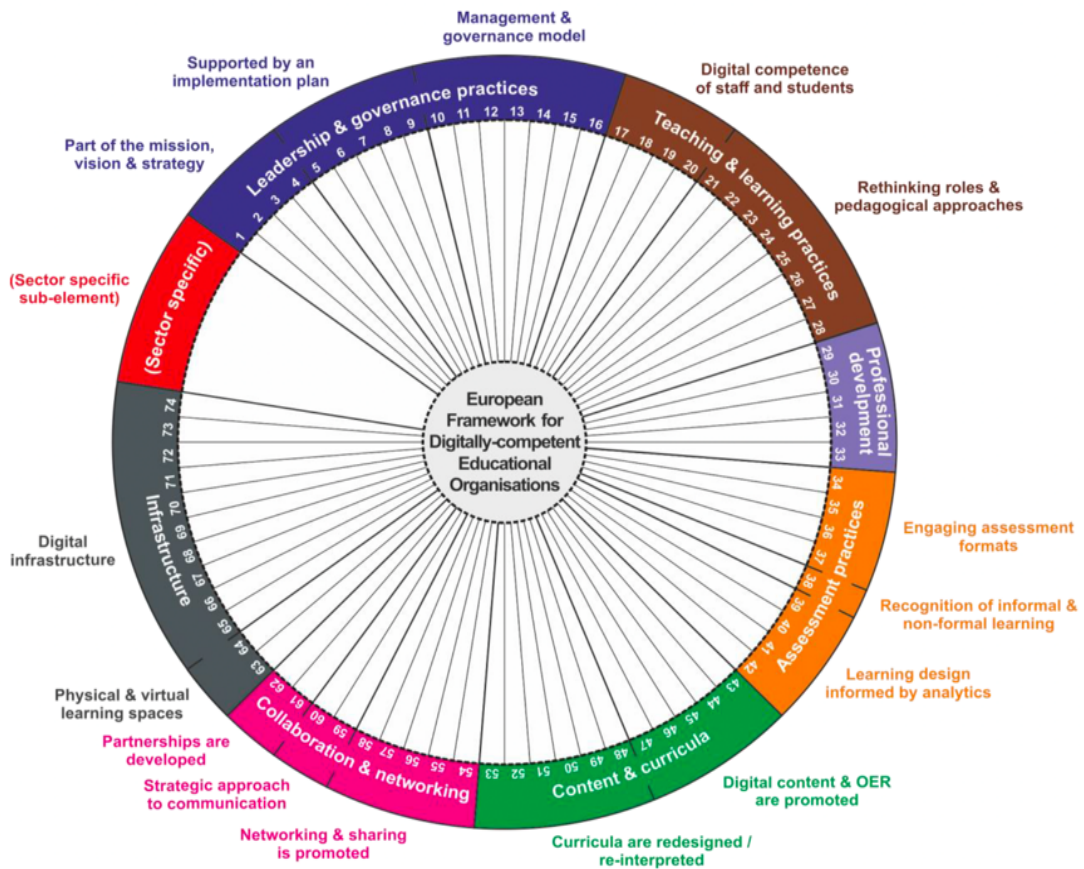 Management &
governance model
Supported by an
implementation plan
Part of the mission,
vision & strategy
Digital competence
of staff and students
Rethinking roles &
pedagogical approaches
(Sector specific
sub-element)
Leadership & governance practices
Teaching & learning practices
Professional
develpment
Assessment practices
Content & curricula
Collaboration & networking
Infrastructure
(Sector specific)
1 2 3 4 5 6 7 8 9 10 11 12 13 14 15 16
17 18 19 20 21 22 23 24 25 26 27 28
29 30 31 32 33
34 35 36 37 38 39 40 41 42
43 44 45 46 47 48 49 50 51 52 53
54 55 56 57 58 59 60 61 62
63 64 65 66 67 68 69 70 71 72 73 74
European
Framework for
Digitally-competent
Educational
Organisations
Engaging assessment
formats
Recognition of informal &
non-formal learning
Learning design
informed by analytics
Digital content & OER
are promoted
Curricula are redesigned /
re-interpreted
Networking & sharing
is promoted
Strategic approach
to communication
Partnerships are
developed
Physical & virtual
learning spaces
Digital
infrastructure